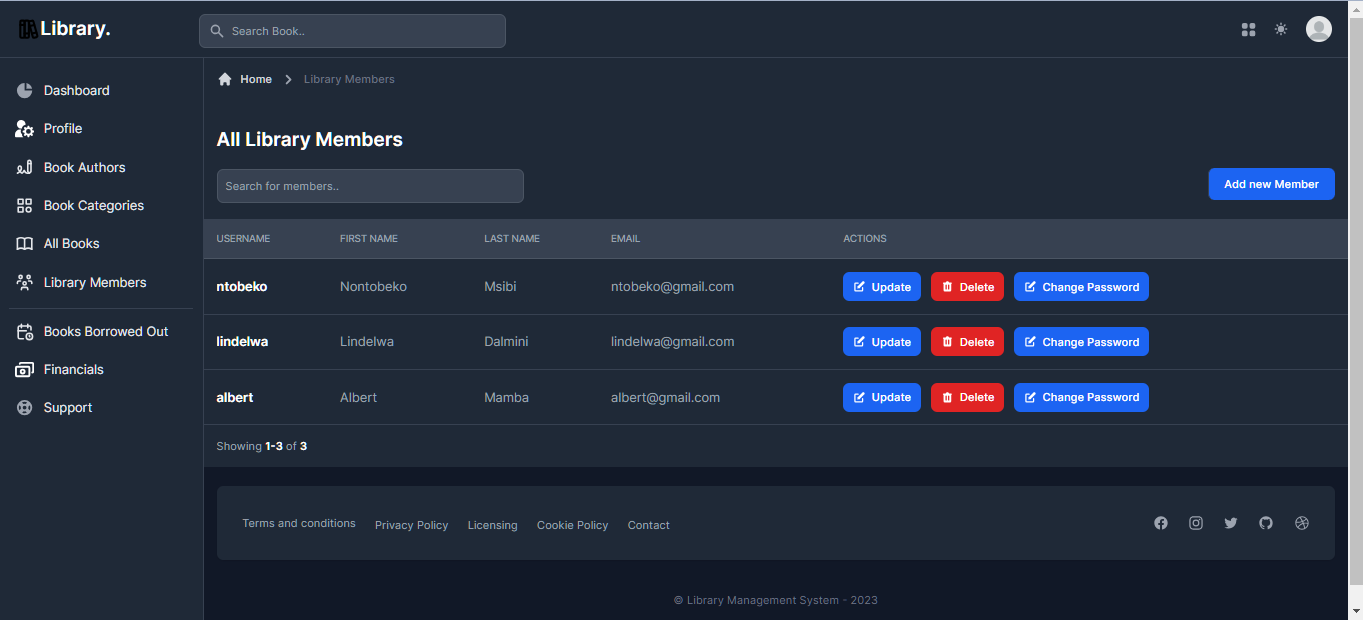 Library.
Search Book..
Dashboard
Profile
Book Authors
Book Categories
All Books
Library Members
Books Borrowed Out
Financials
Support
Home Library Members
All Library Members
Search for members..
Add new Member
USERNAME FIRST NAME LAST NAME EMAIL ACTIONS
ntobeko Nontobeko Msibi ntobeko@gmail.com Update Delete Change Password
lindelwa Lindelwa Dalmini lindelwa@gmail.com Update Delete Change Password
albert Albert Mamba albert@gmail.com Update Delete Change Password
Showing 1-3 of 3
Terms and conditions Privacy Policy Licensing Cookie Policy Contact
© Library Management System - 2023